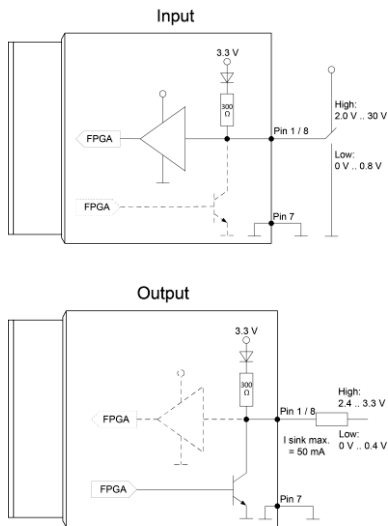 Input
3.3 V
300
Ω
High:
2.0 V .. 30 V
Pin 1 / 8
FPGA
Low:
0 V .. 0.8 V
FPGA
Pin 7
Output
3.3 V
300
Ω
High:
2.4 .. 3.3 V
Pin 1 / 8
FPGA
I sink max.
= 50 mA
Low:
0 V .. 0.4 V
FPGA
Pin 7